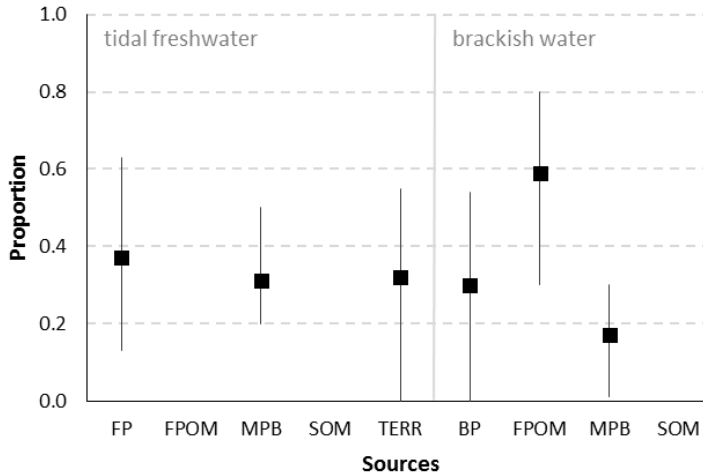 1.0
tidal freshwater
brackish water
0.8
0.6
Proportion
0.4
0.2
0.0
FP FPOM MPB SOM TERR BP FPOM MPB SOM
Sources